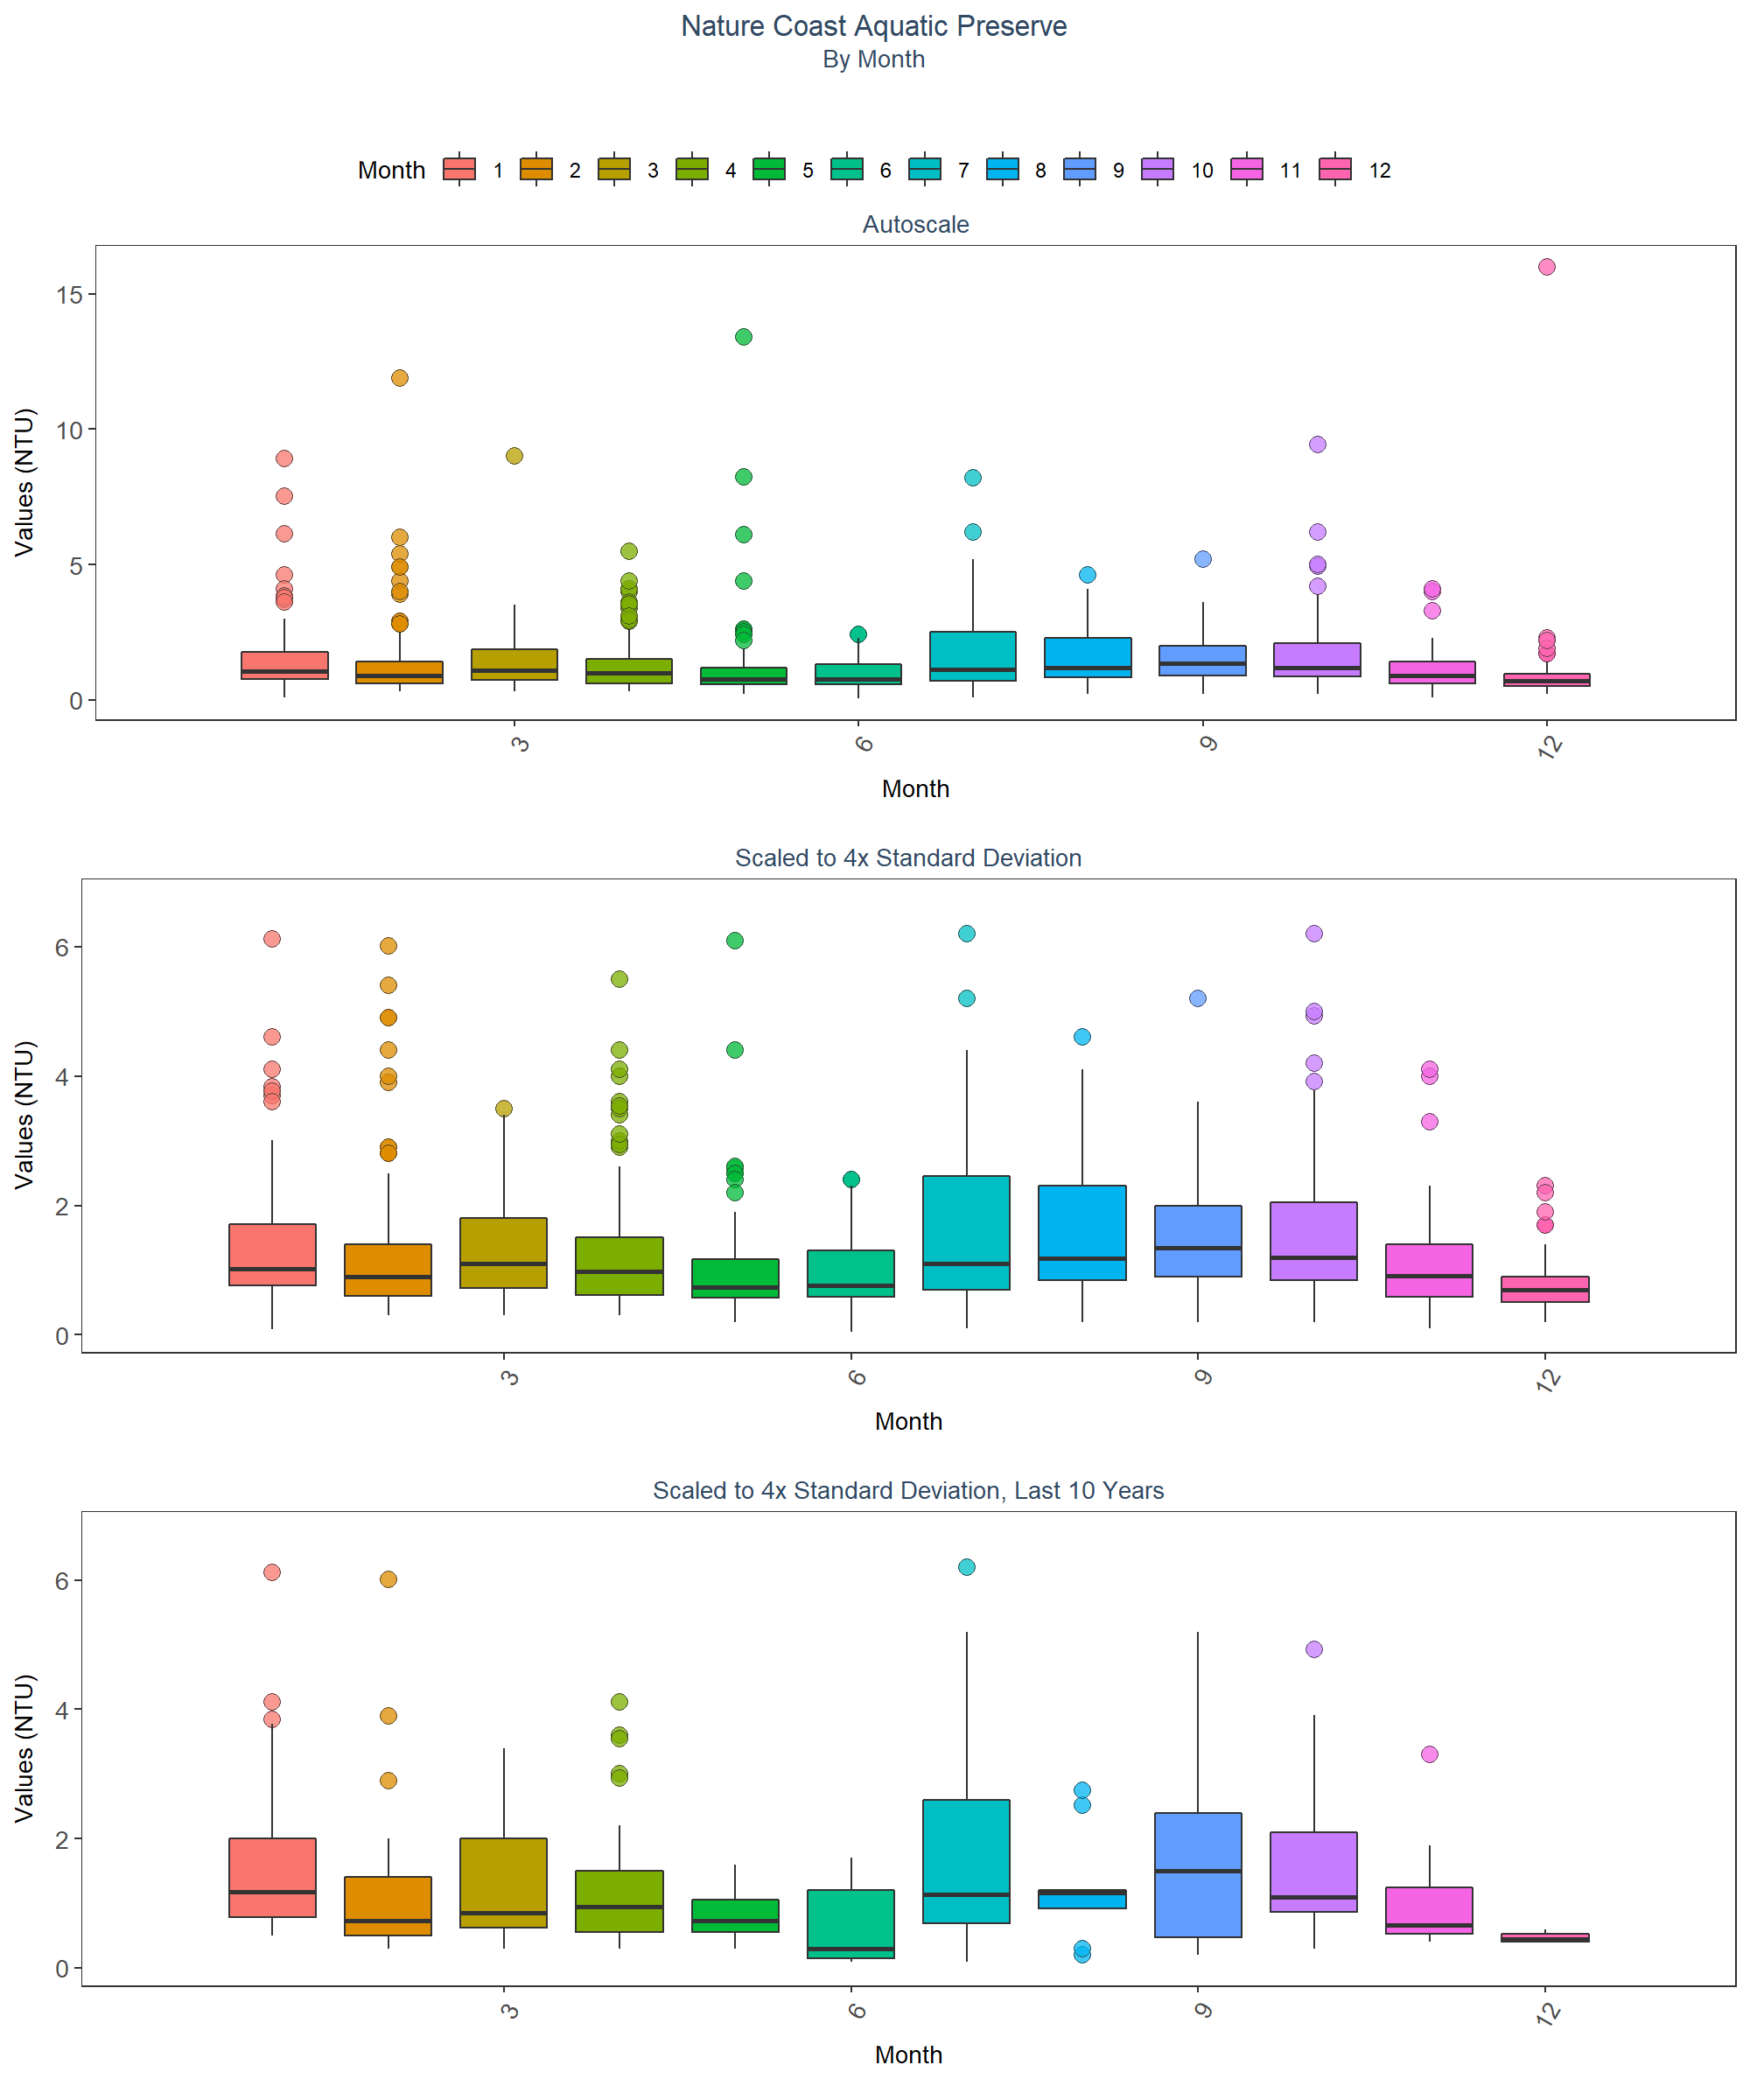 Nature Coast Aquatic Preserve
By Month
Month 1 2 3 4 5 6 7 8 9 10 11 12
Autoscale
Values (NTU)
15
10
5
0
3 6 9 12
Month
Scaled to 4x Standard Deviation
Values (NTU)
6
4
2
0
3 6 9 12
Month
Scaled to 4x Standard Deviation, Last 10 Years
Values (NTU)
6
4
2
0
3 6 9 12
Month